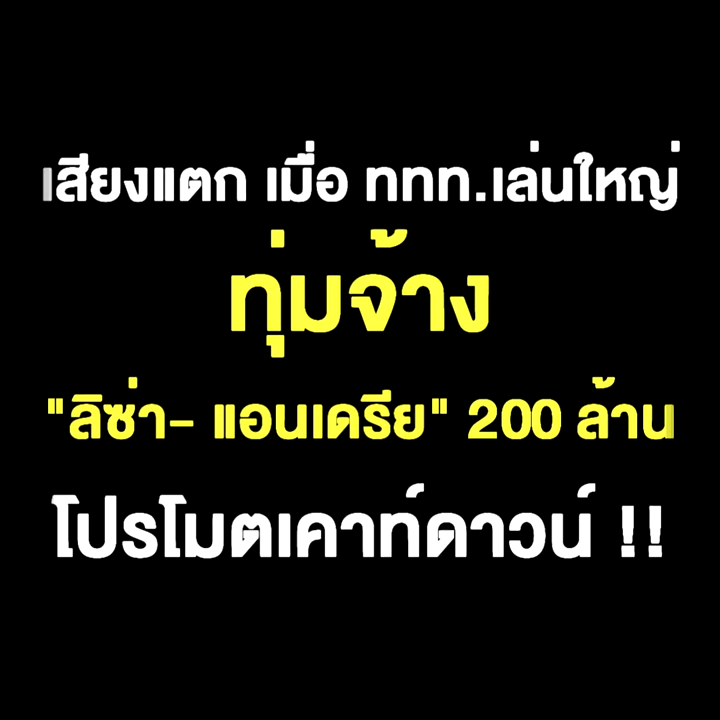 เสียงแตก เมื่อ ททท.เล่นใหญ่
ทุ่มจ้าง
"ลิซ่า- แอนเดรีย" 200 ล้าน
โปรโมตเคาท์ดาวน์ !!